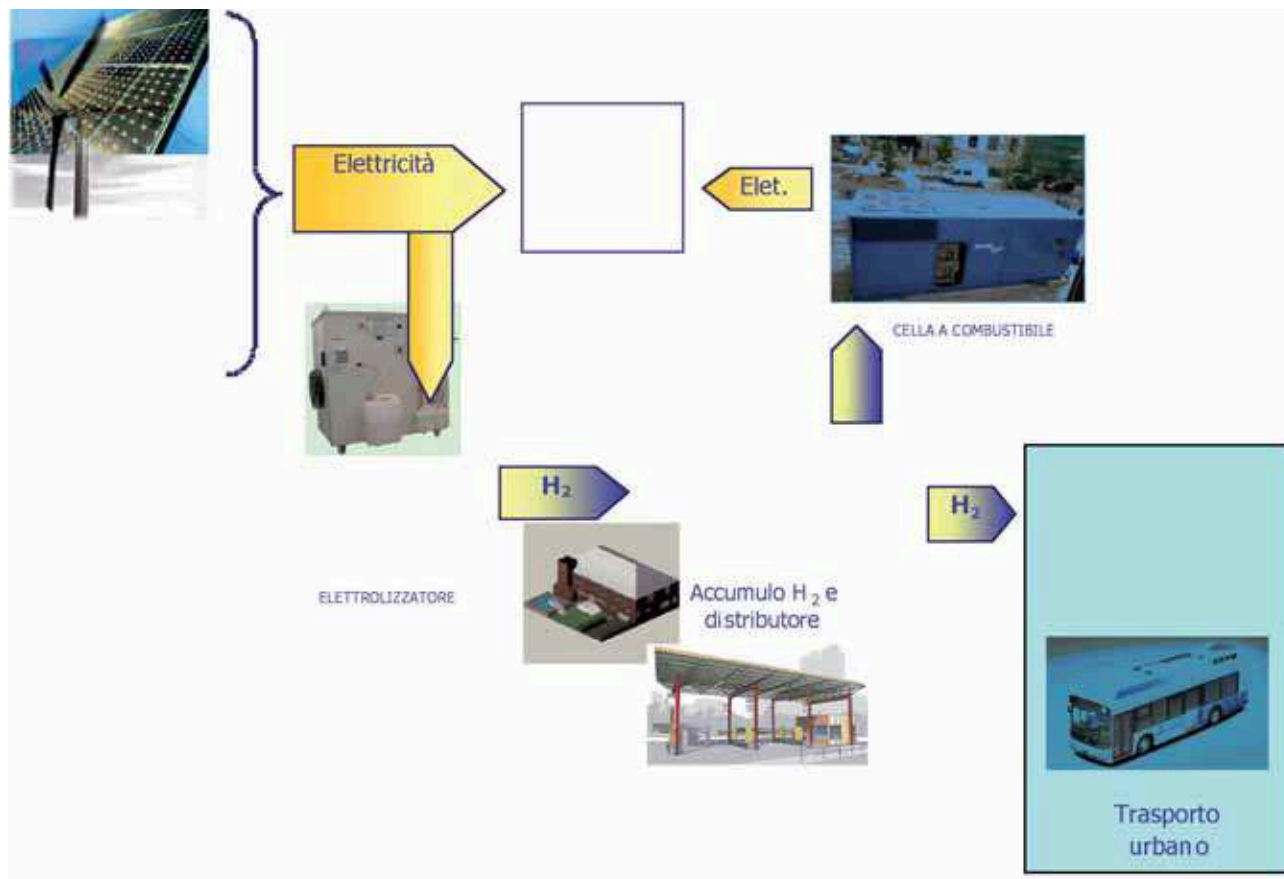 Elettricità
Elet.
CELLA A COMBUSTIBILE
H₂
H₂
ELETTROLIZZATORE
Accumulo H₂ e
distributore
Trasporto
urbano